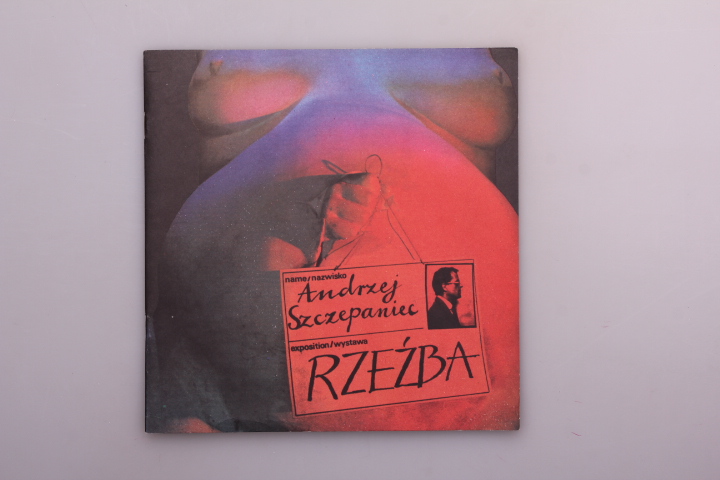 name/nazwisko
Andrzej
Szczepaniec
exposition/wystawa
RZEŹBA